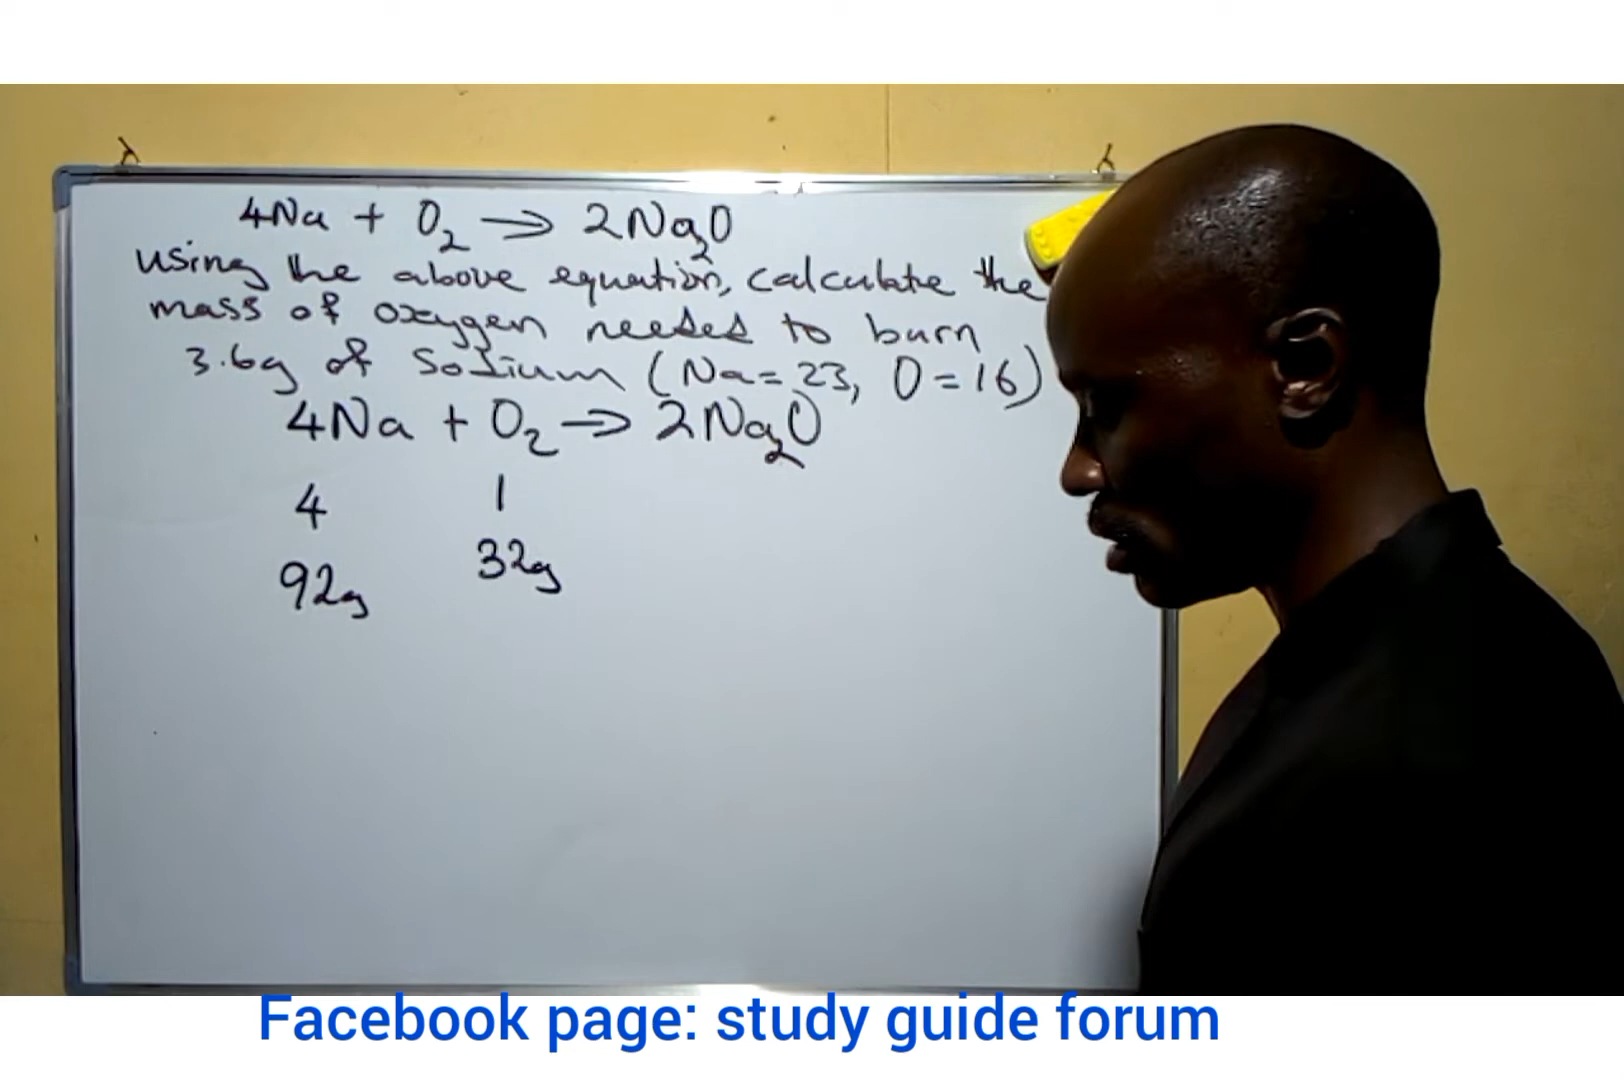 4Na + O₂ → 2Na₂O
using the above equation, calculate the
mass of oxygen needed to burn
3.6g of Sodium (Na=23, O=16)
4Na + O₂ → 2Na₂O
4 1
92g 32g
Facebook page: study guide forum